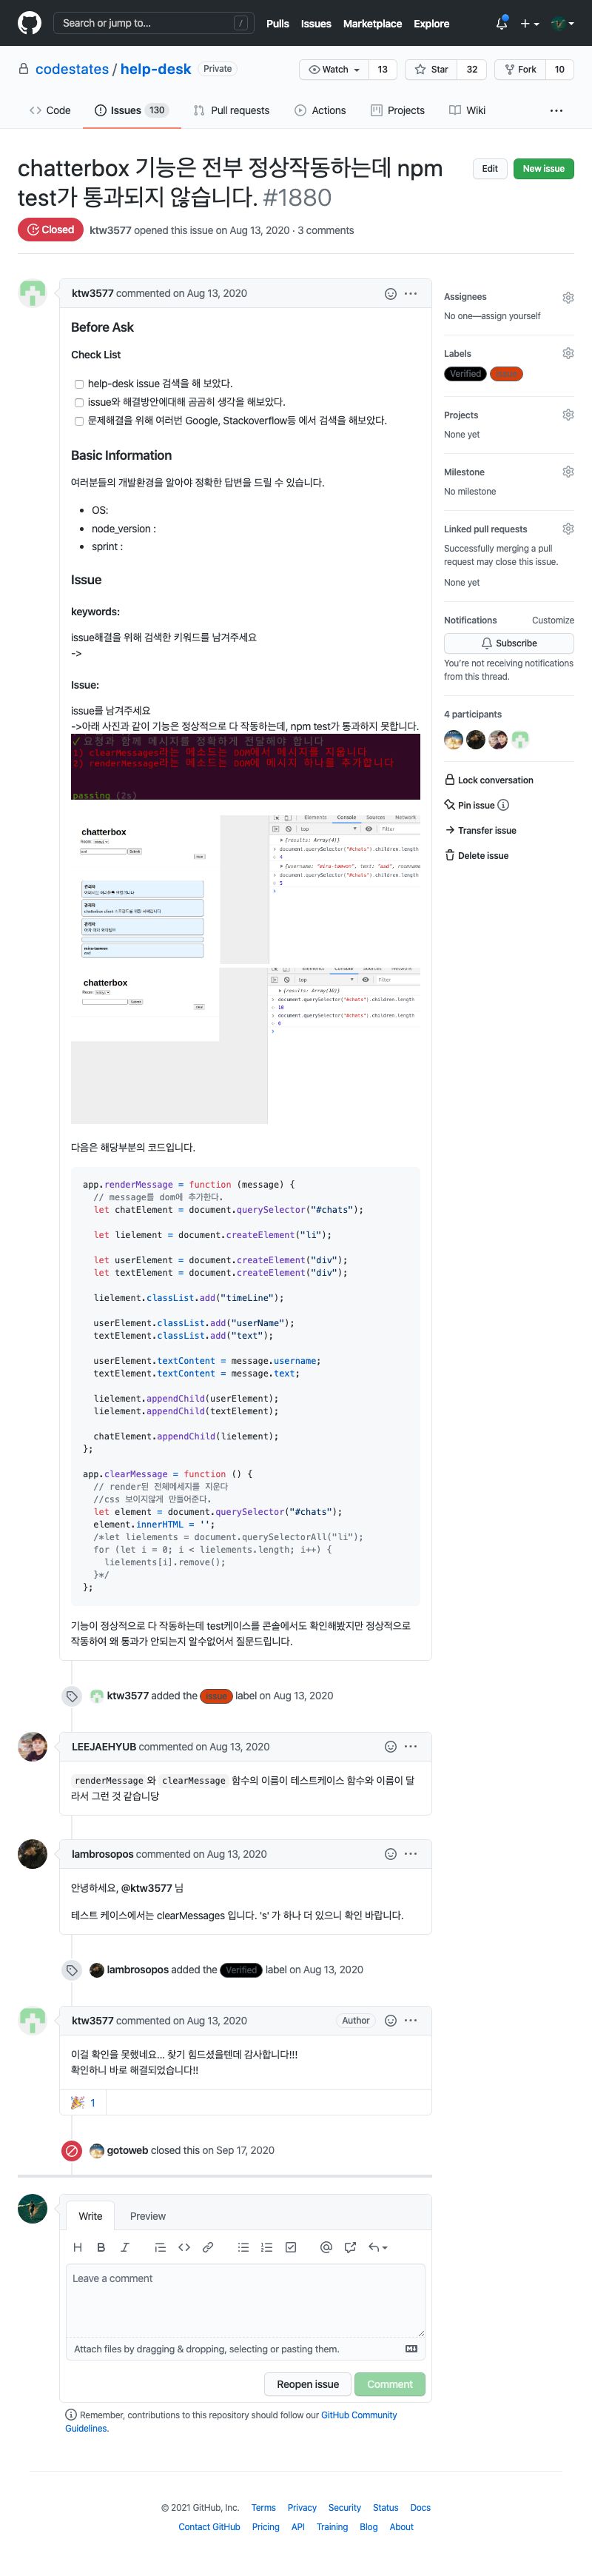 Search or jump to...
/
Pulls
Issues
Marketplace
Explore
codestates / help-desk
Private
Watch
13
Star
32
Fork
10
Code
Issues 130
Pull requests
Actions
Projects
Wiki
chatterbox 기능은 전부 정상작동하는데 npm
test가 통과되지 않습니다. #1880
Edit
New issue
Closed
ktw3577 opened this issue on Aug 13, 2020 · 3 comments
ktw3577 commented on Aug 13, 2020
Before Ask
Check List
help-desk issue 검색을 해 보았다.
issue와 해결방안에대해 곰곰히 생각을 해보았다.
문제해결을 위해 여러번 Google, Stackoverflow등 에서 검색을 해보았다.
Basic Information
여러분들의 개발환경을 알아야 정확한 답변을 드릴 수 있습니다.
• OS:
• node_version :
• sprint :
Issue
keywords:
issue해결을 위해 검색한 키워드를 남겨주세요
->
Issue:
issue를 남겨주세요
->아래 사진과 같이 기능은 정상적으로 다 작동하는데, npm test가 통과하지 못합니다.
✓ 요청과 함께 메시지를 정확하게 전달해야 합니다
1) clearMessages라는 메소드는 DOM에서 메시지를 지웁니다
2) renderMessage라는 메소드는 DOM에 메시지 하나를 추가합니다
passing (2s)
chatterbox
Elements
Console
Sources
top
Filter
{results: Array(4)}
document.querySelector("#chats").children.length
4
document.querySelector("#chats").children.length
5
chatterbox
top
Filter
document.querySelector("#chats").children.length
10
document.querySelector("#chats").children.length
0
다음은 해당부분의 코드입니다.
app.renderMessage = function (message) {
// message를 dom에 추가한다.
let chatElement = document.querySelector("#chats");
let lielement = document.createElement("li");
let userElement = document.createElement("div");
let textElement = document.createElement("div");
lielement.classList.add("timeLine");
userElement.classList.add("userName");
textElement.classList.add("text");
userElement.textContent = message.username;
textElement.textContent = message.text;
lielement.appendChild(userElement);
lielement.appendChild(textElement);
chatElement.appendChild(lielement);
};
app.clearMessage = function () {
// render된 전체메세지를 지운다
//css 보이지않게 만들어준다.
let element = document.querySelector("#chats");
element.innerHTML = '';
/*let lielements = document.querySelectorAll("li");
for (let i = 0; i < lielements.length; i++) {
lielements[i].remove();
}*/
};
기능이 정상적으로 다 작동하는데 test케이스를 콘솔에서도 확인해봤지만 정상적으로
작동하여 왜 통과가 안되는지 알수없어서 질문드립니다.
ktw3577 added the issue label on Aug 13, 2020
LEEJAEHYUB commented on Aug 13, 2020
renderMessage 와 clearMessage 함수의 이름이 테스트케이스 함수와 이름이 달
라서 그런 것 같습니당
lambrosopos commented on Aug 13, 2020
안녕하세요, @ktw3577 님
테스트 케이스에서는 clearMessages 입니다. 's' 가 하나 더 있으니 확인 바랍니다.
lambrosopos added the Verified label on Aug 13, 2020
ktw3577 commented on Aug 13, 2020
Author
이걸 확인을 못했네요... 찾기 힘드셨을텐데 감사합니다!!!
확인하니 바로 해결되었습니다!!
1
gotoweb closed this on Sep 17, 2020
Write
Preview
Leave a comment
Attach files by dragging & dropping, selecting or pasting them.
Reopen issue
Comment
Remember, contributions to this repository should follow our GitHub Community
Guidelines.
Assignees
No one—assign yourself
Labels
Verified
issue
Projects
None yet
Milestone
No milestone
Linked pull requests
Successfully merging a pull
request may close this issue.
None yet
Notifications
Customize
Subscribe
You're not receiving notifications
from this thread.
4 participants
Lock conversation
Pin issue
Transfer issue
Delete issue
© 2021 GitHub, Inc.
Terms
Privacy
Security
Status
Docs
Contact GitHub
Pricing
API
Training
Blog
About